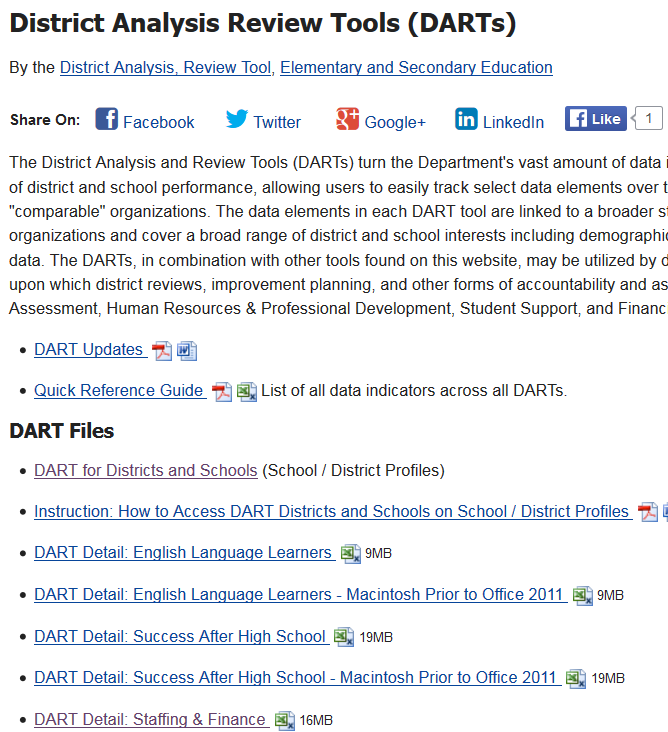 District Analysis Review Tools (DARTs)
By the District Analysis, Review Tool, Elementary and Secondary Education
Share On: Facebook Twitter Google+ LinkedIn Like 1
The District Analysis and Review Tools (DARTs) turn the Department's vast amount of data
of district and school performance, allowing users to easily track select data elements over
"comparable" organizations. The data elements in each DART tool are linked to a broader
organizations and cover a broad range of district and school interests including
data. The DARTs, in combination with other tools found on this website, may be utilized by
upon which district reviews, improvement planning, and other forms of accountability and
Assessment, Human Resources & Professional Development, Student Support, and
• DART Updates
• Quick Reference Guide List of all data indicators across all DARTs.
DART Files
• DART for Districts and Schools (School / District Profiles)
• Instruction: How to Access DART Districts and Schools on School / District Profiles
• DART Detail: English Language Learners 9MB
• DART Detail: English Language Learners - Macintosh Prior to Office 2011 9MB
• DART Detail: Success After High School 19MB
• DART Detail: Success After High School - Macintosh Prior to Office 2011 19MB
• DART Detail: Staffing & Finance 16MB